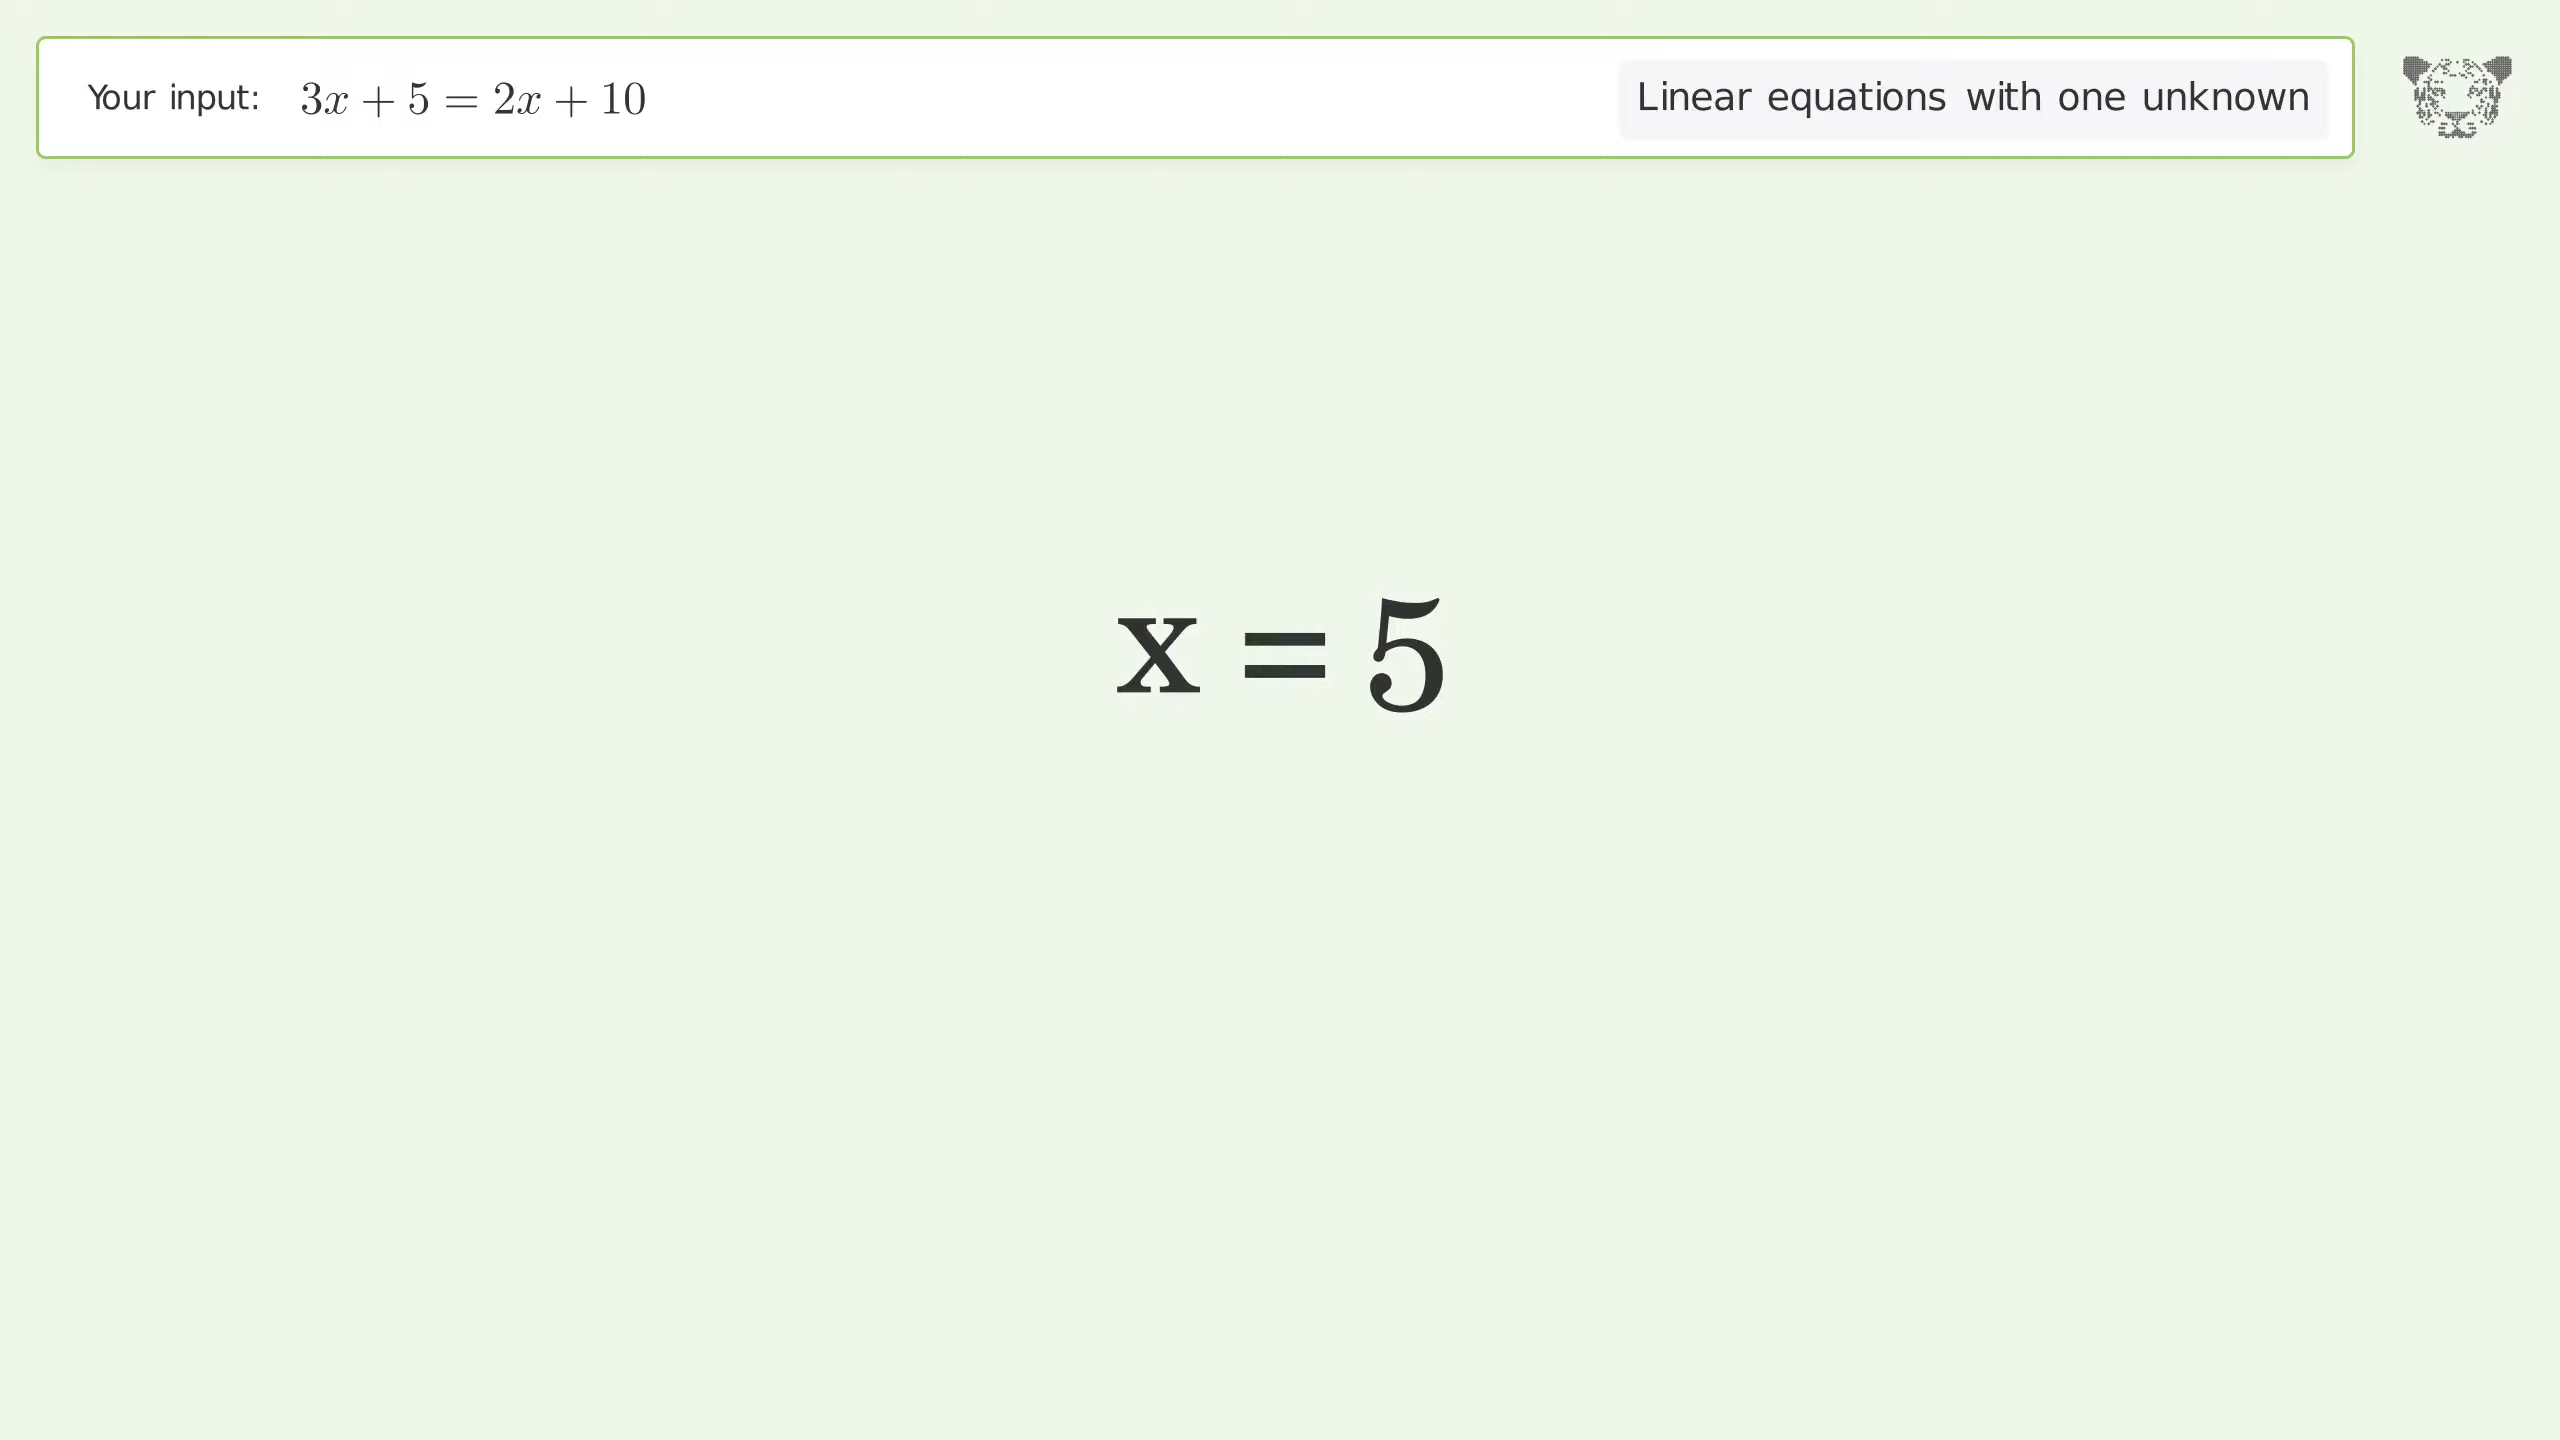 Your input: 3x + 5 = 2x + 10 Linear equations with one unknown
x = 5